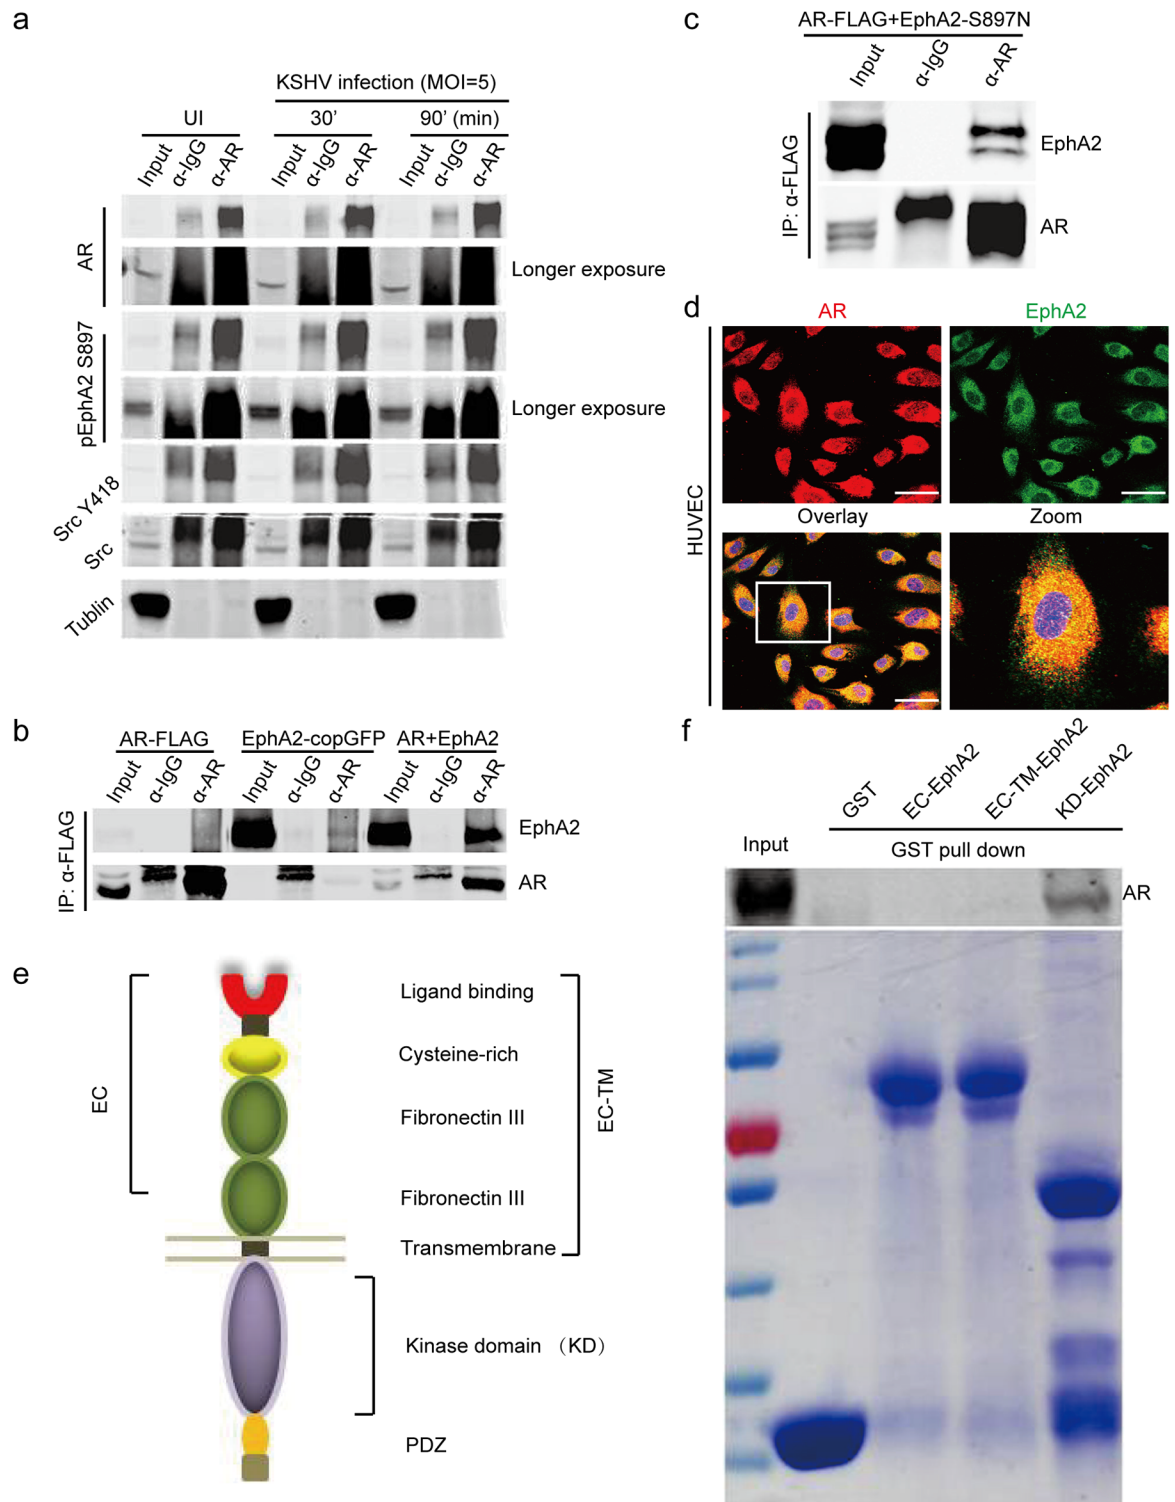 a
KSHV infection (MOI=5)
UI
30’
90’ (min)
Input
α-IgG
α-AR
Input
α-IgG
α-AR
Input
α-IgG
α-AR
AR
Longer exposure
pEphA2 S897
Longer exposure
Src Y418
Src
Tublin
b
AR-FLAG
EphA2-copGFP
AR+EphA2
Input
α-IgG
α-AR
Input
α-IgG
α-AR
Input
α-IgG
α-AR
IP: α-FLAG
EphA2
AR
c
AR-FLAG+EphA2-S897N
Input
α-IgG
α-AR
IP: α-FLAG
EphA2
AR
d
AR
EphA2
HUVEC
Overlay
Zoom
e
EC
EC-TM
Ligand binding
Cysteine-rich
Fibronectin III
Fibronectin III
Transmembrane
Kinase domain （KD）
PDZ
f
GST
EC-EphA2
EC-TM-EphA2
KD-EphA2
Input
GST pull down
AR